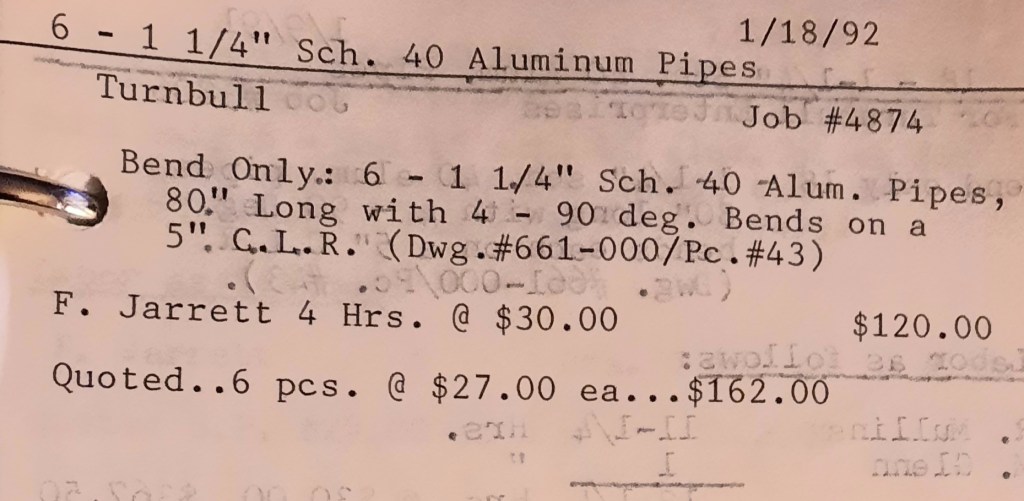 1/18/92
6 - 1 1/4" Sch. 40 Aluminum Pipes
Turnbull Job #4874
Bend Only.: 6 - 1 1/4" Sch. 40 Alum. Pipes,
80" Long with 4 - 90 deg. Bends on a
5" C.L.R. (Dwg.#661-000/Pc.#43)
F. Jarrett 4 Hrs. @ $30.00 $120.00
Quoted..6 pcs. @ $27.00 ea...$162.00